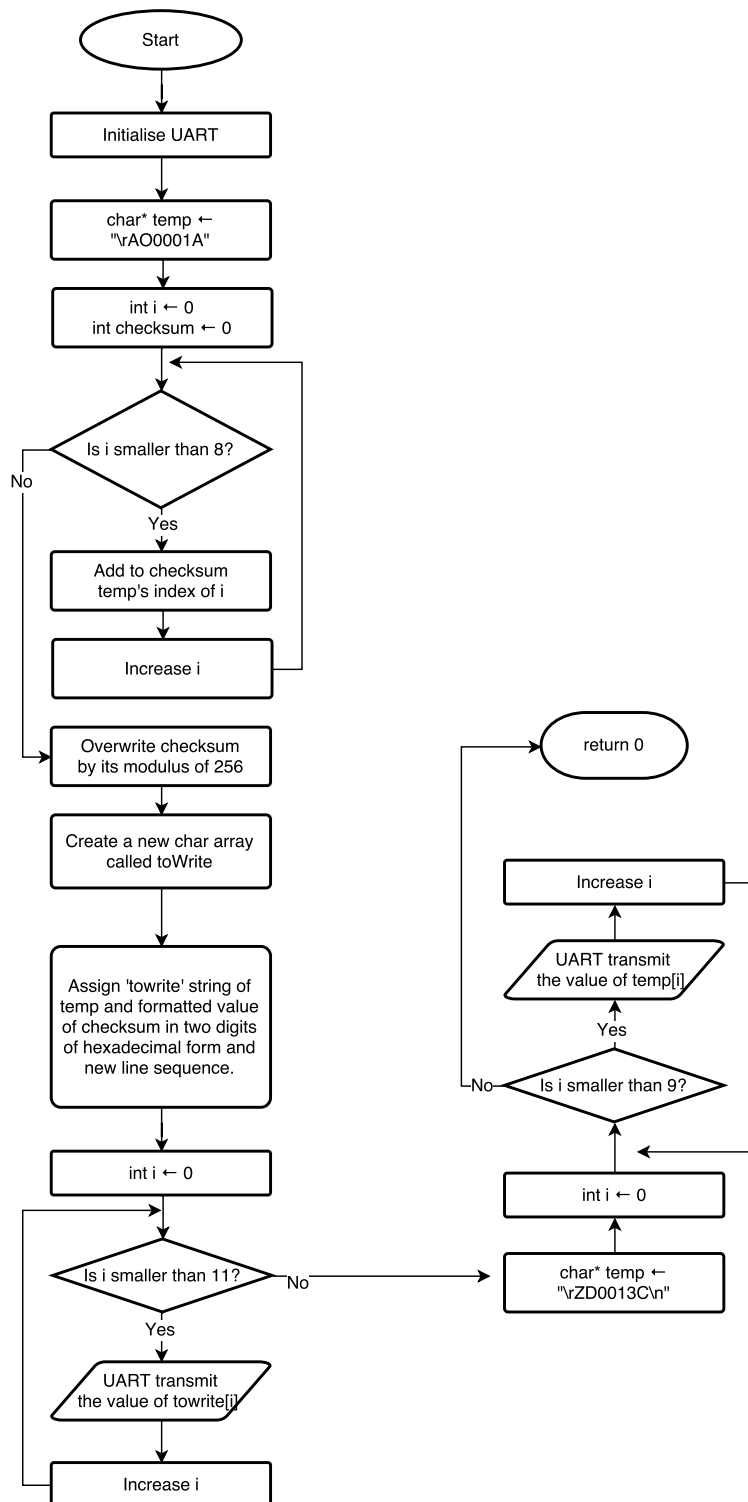 Start
Initialise UART
char* temp ←
"\rAO0001A"
int i ← 0
int checksum ← 0
Is i smaller than 8?
No
Yes
Add to checksum
temp's index of i
Increase i
Overwrite checksum
by its modulus of 256
Create a new char array
called toWrite
Assign 'towrite' string of
temp and formatted value
of checksum in two digits
of hexadecimal form and
new line sequence.
int i ← 0
Is i smaller than 11?
No
Yes
UART transmit
the value of towrite[i]
Increase i
char* temp ←
"\rZD0013C\n"
int i ← 0
Is i smaller than 9?
No
Yes
UART transmit
the value of temp[i]
Increase i
return 0